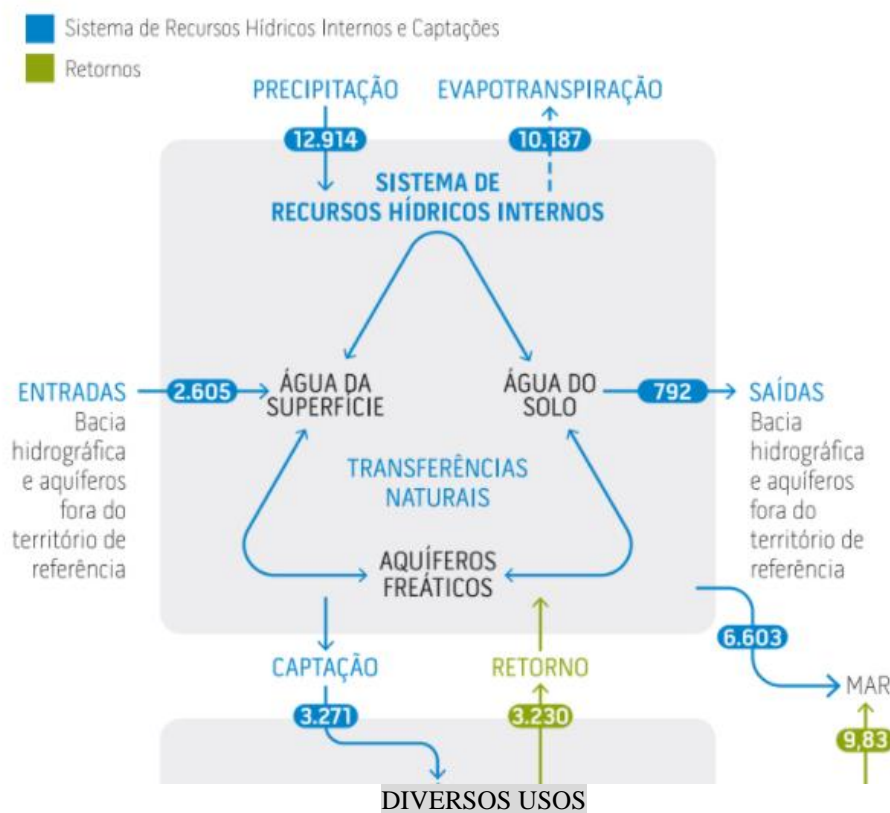 Sistema de Recursos Hídricos Internos e Captações
Retornos
PRECIPITAÇÃO
EVAPOTRANSPIRAÇÃO
12.914
10.187
SISTEMA DE
RECURSOS HÍDRICOS INTERNOS
ENTRADAS
Bacia
hidrográfica
e aquíferos
fora do
território de
referência
2.605
ÁGUA DA
SUPERFÍCIE
ÁGUA DO
SOLO
792
SAÍDAS
Bacia
hidrográfica
e aquíferos
fora do
território de
referência
TRANSFERÊNCIAS
NATURAIS
AQUÍFEROS
FREÁTICOS
6.603
MAR
CAPTAÇÃO
RETORNO
3.271
3.230
9,83
DIVERSOS USOS